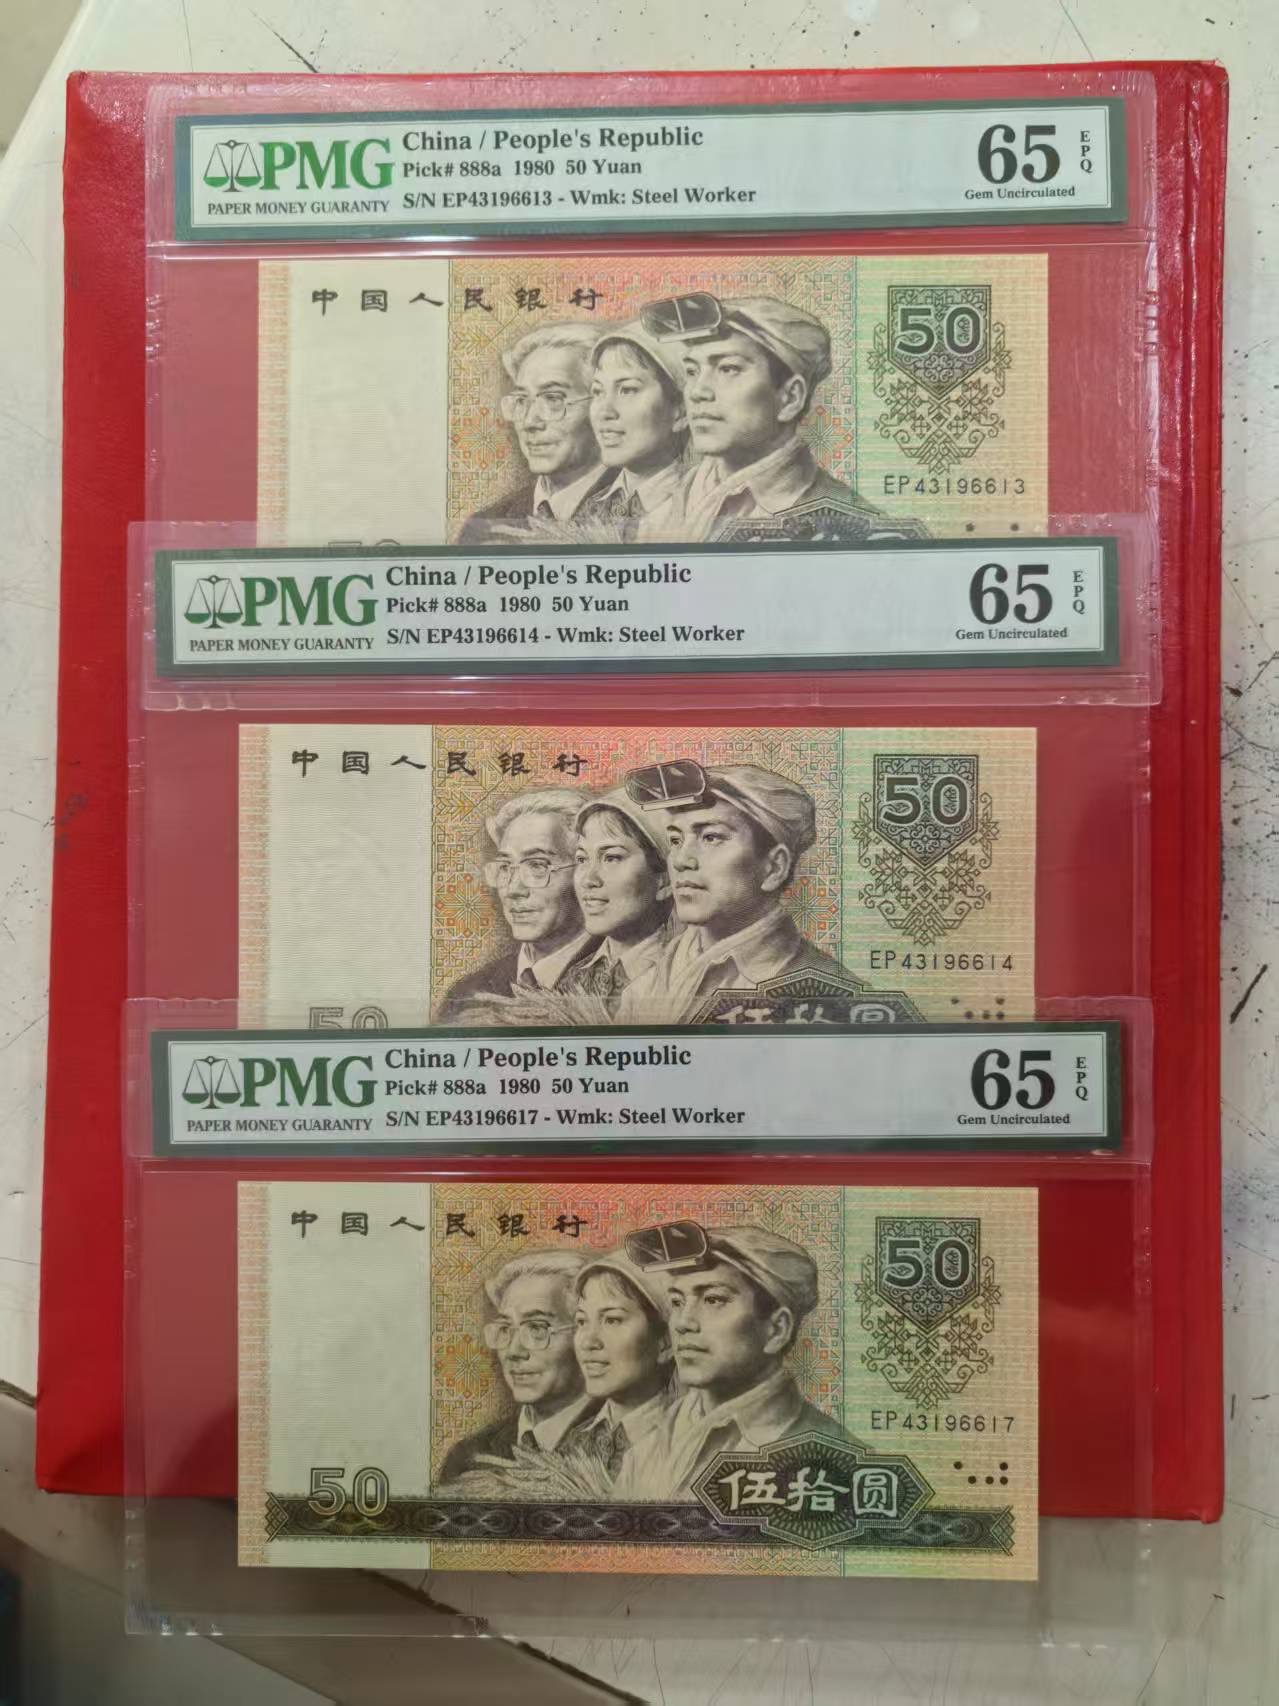 PMG
PAPER MONEY GUARANTY
China / People's Republic
Pick# 888a 1980 50 Yuan
S/N EP43196613 - Wmk: Steel Worker
65
EPQ
Gem Uncirculated
中国人民银行
50
EP43196613
PMG
PAPER MONEY GUARANTY
China / People's Republic
Pick# 888a 1980 50 Yuan
S/N EP43196614 - Wmk: Steel Worker
65
EPQ
Gem Uncirculated
中国人民银行
50
EP43196614
50
伍拾圆
PMG
PAPER MONEY GUARANTY
China / People's Republic
Pick# 888a 1980 50 Yuan
S/N EP43196617 - Wmk: Steel Worker
65
EPQ
Gem Uncirculated
中国人民银行
50
EP43196617
50
伍拾圆